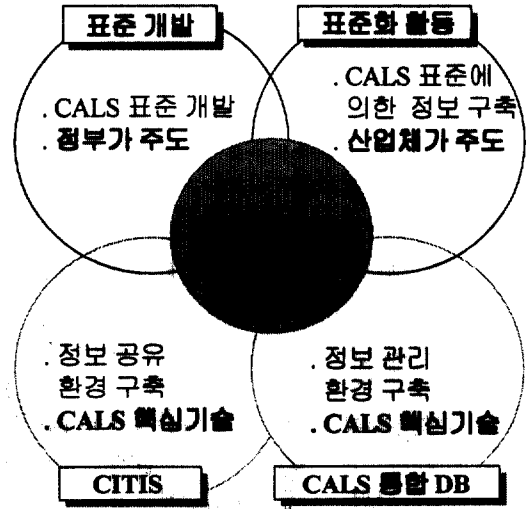 표준 개발
표준화 활동
. CALS 표준 개발
. 정부가 주도
. CALS 표준에
의한 정보 구축
. 산업체가 주도
. 정보 공유
환경 구축
. CALS 핵심기술
. 정보 관리
환경 구축
. CALS 핵심기술
CITIS
CALS 통합 DB